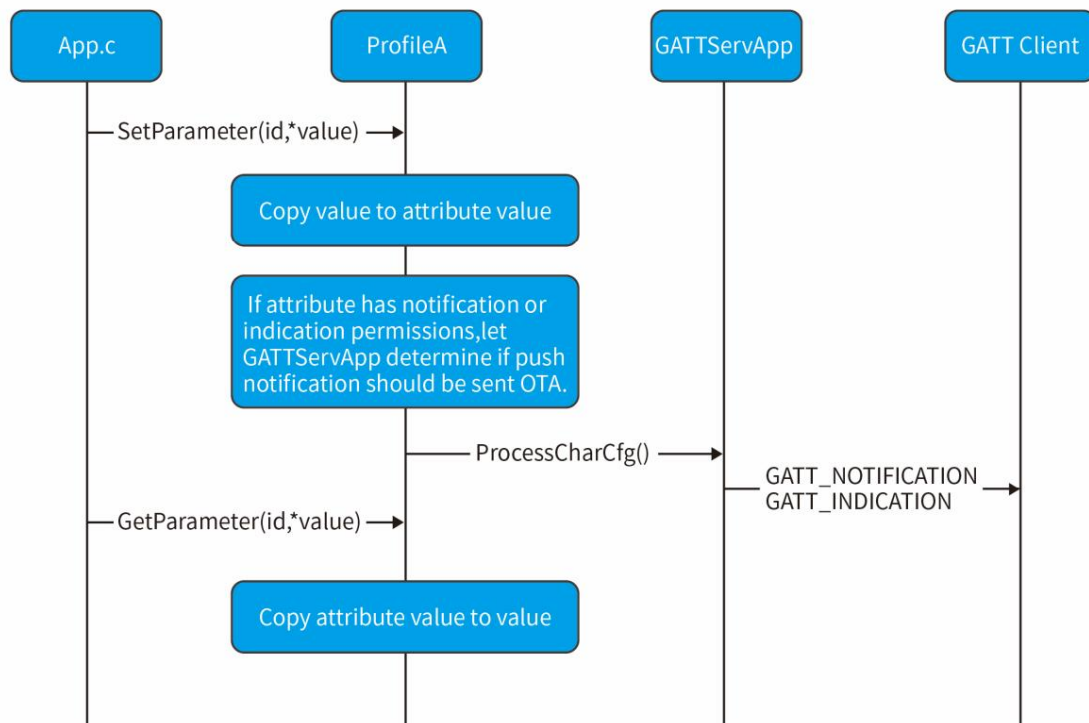 App.c
ProfileA
GATTServApp
GATT Client
SetParameter(id,*value)
Copy value to attribute value
If attribute has notification or
indication permissions,let
GATTServApp determine if push
notification should be sent OTA.
ProcessCharCfg()
GATT_NOTIFICATION
GATT_INDICATION
GetParameter(id,*value)
Copy attribute value to value